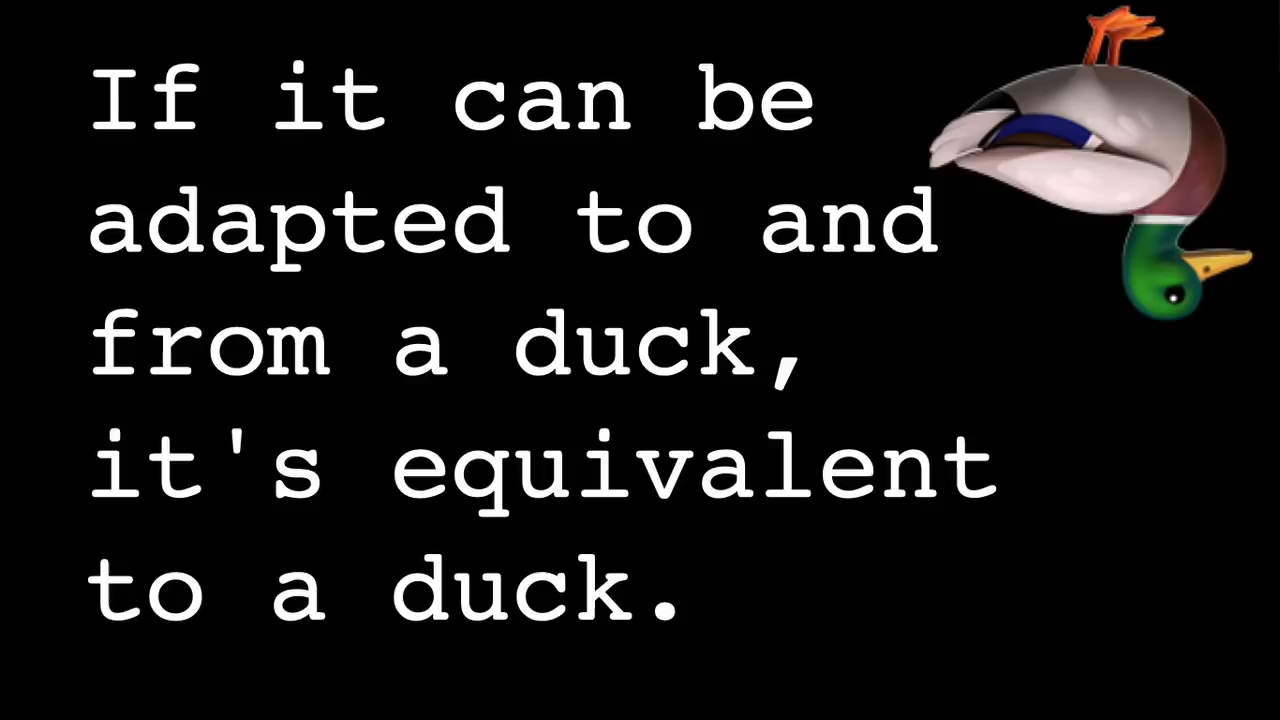 If it can be
adapted to and
from a duck,
it's equivalent
to a duck.